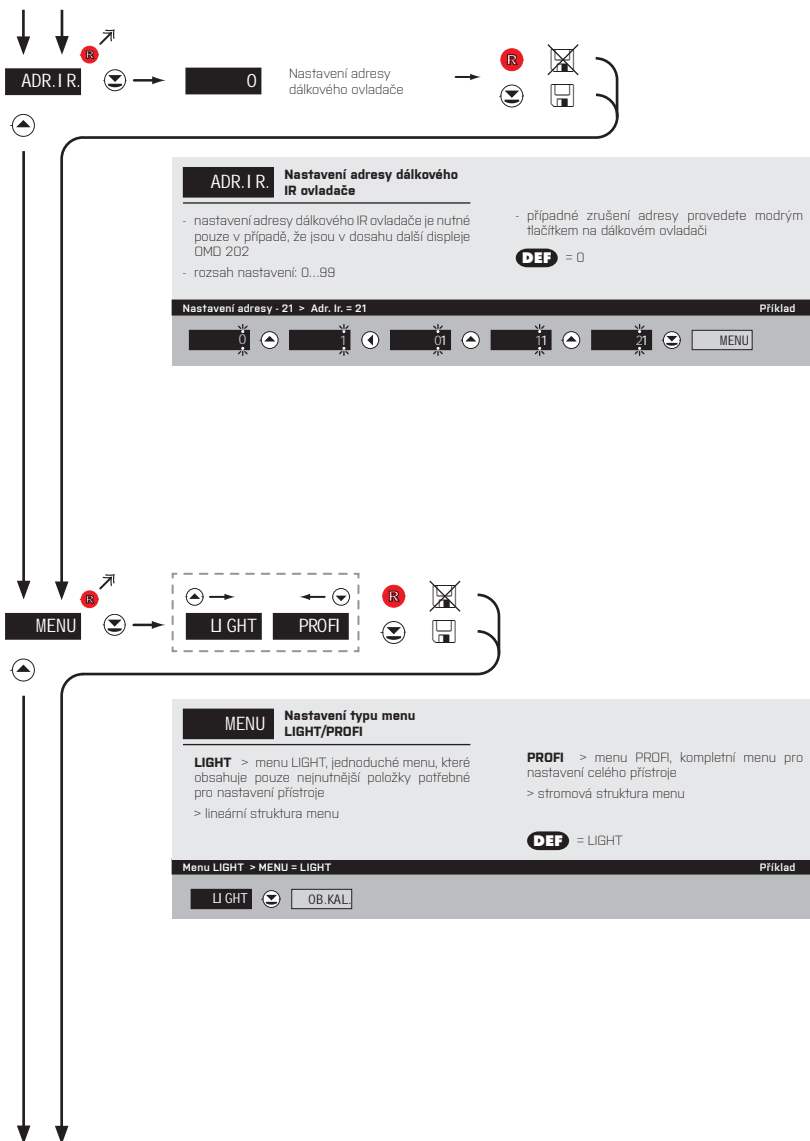 R
ADR.IR.
0
Nastavení adresy
dálkového ovladače
R
ADR.IR.
Nastavení adresy dálkového
IR ovladače
- nastavení adresy dálkového IR ovladače je nutné
pouze v případě, že jsou v dosahu další displeje
OMD 202
- rozsah nastavení: 0...99
- případné zrušení adresy provedete modrým
tlačítkem na dálkovém ovladači
DEF = 0
Nastavení adresy - 21 > Adr. Ir. = 21 Příklad
0 1 01 11 21 MENU
R
MENU
LIGHT PROFI
R
MENU
Nastavení typu menu
LIGHT/PROFI
LIGHT > menu LIGHT, jednoduché menu, které
obsahuje pouze nejnutnější položky potřebné
pro nastavení přístroje
> lineární struktura menu
PROFI > menu PROFI, kompletní menu pro
nastavení celého přístroje
> stromová struktura menu
DEF = LIGHT
Menu LIGHT > MENU = LIGHT Příklad
LIGHT OB.KAL.